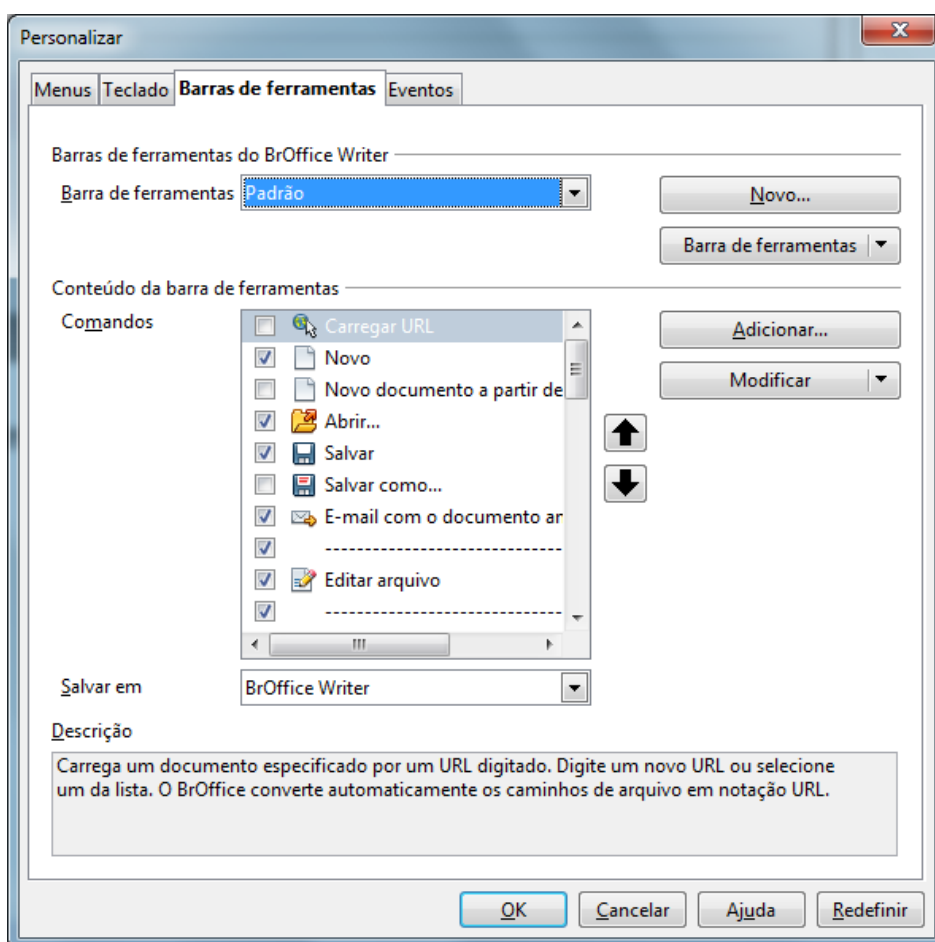 Personalizar
Menus Teclado Barras de ferramentas Eventos
Barras de ferramentas do BrOffice Writer
Barra de ferramentas Padrão
Novo...
Barra de ferramentas
Conteúdo da barra de ferramentas
Comandos
Carregar URL
Novo
Novo documento a partir de
Abrir...
Salvar
Salvar como...
E-mail com o documento an
-----------------------------
Editar arquivo
-----------------------------
Adicionar...
Modificar
Salvar em BrOffice Writer
Descrição
Carrega um documento especificado por um URL digitado. Digite um novo URL ou selecione
um da lista. O BrOffice converte automaticamente os caminhos de arquivo em notação URL.
OK Cancelar Ajuda Redefinir